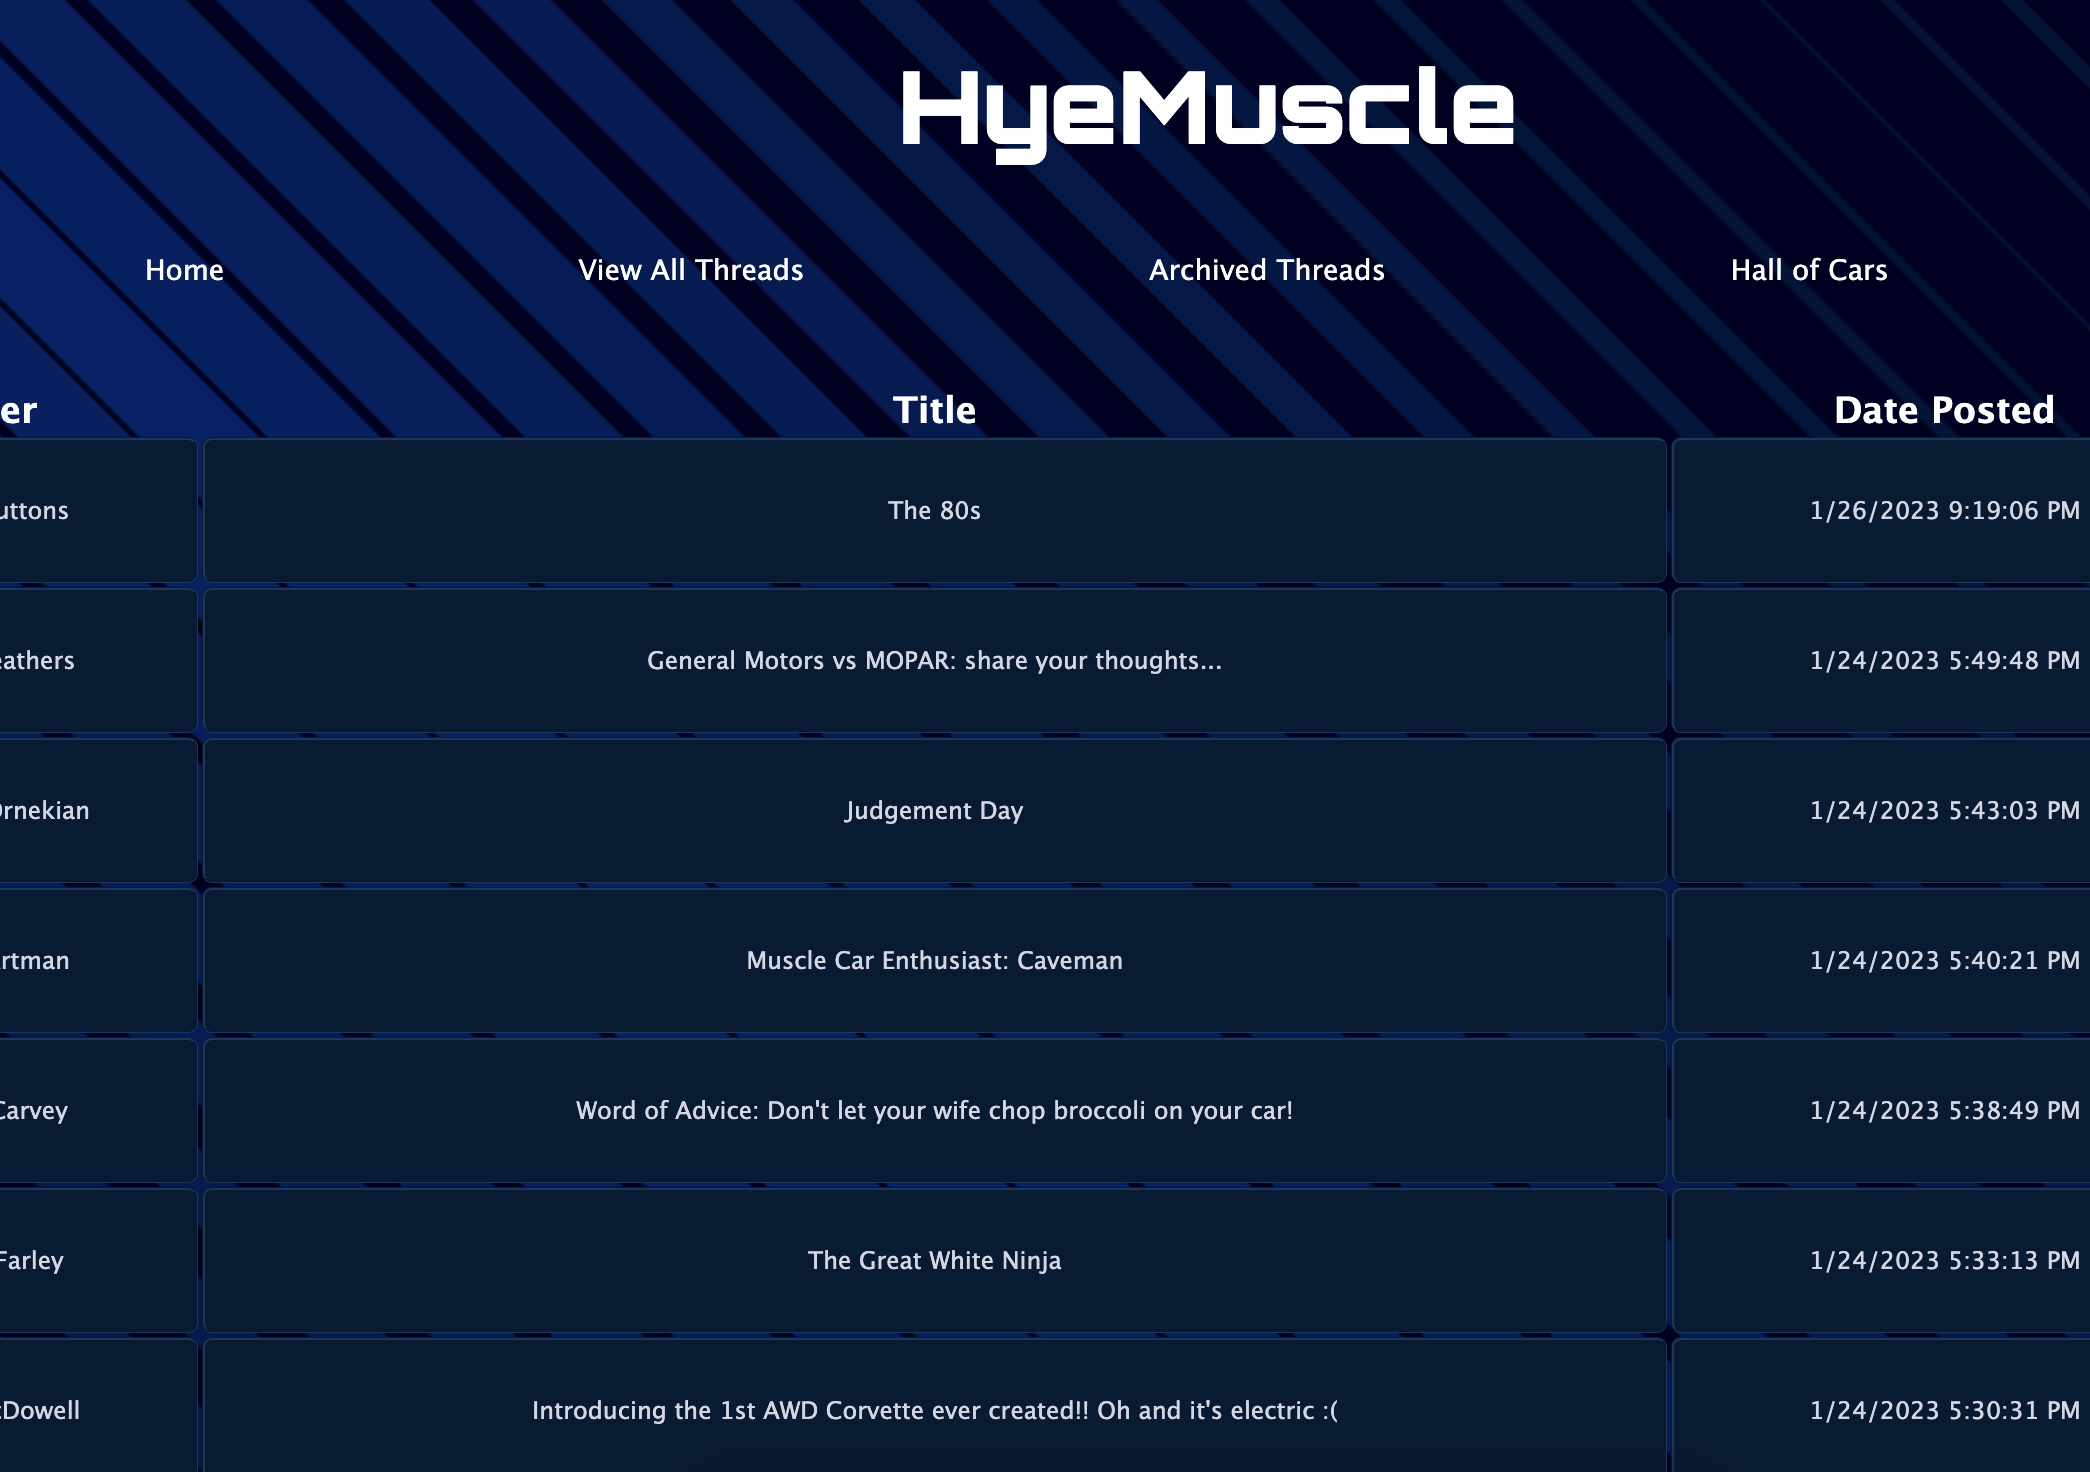 HyeMuscle
Home View All Threads Archived Threads Hall of Cars
er Title Date Posted
uttons The 80s 1/26/2023 9:19:06 PM
eathers General Motors vs MOPAR: share your thoughts... 1/24/2023 5:49:48 PM
Ornekian Judgement Day 1/24/2023 5:43:03 PM
rtman Muscle Car Enthusiast: Caveman 1/24/2023 5:40:21 PM
Carvey Word of Advice: Don't let your wife chop broccoli on your car! 1/24/2023 5:38:49 PM
Farley The Great White Ninja 1/24/2023 5:33:13 PM
cDowell Introducing the 1st AWD Corvette ever created!! Oh and it's electric :( 1/24/2023 5:30:31 PM